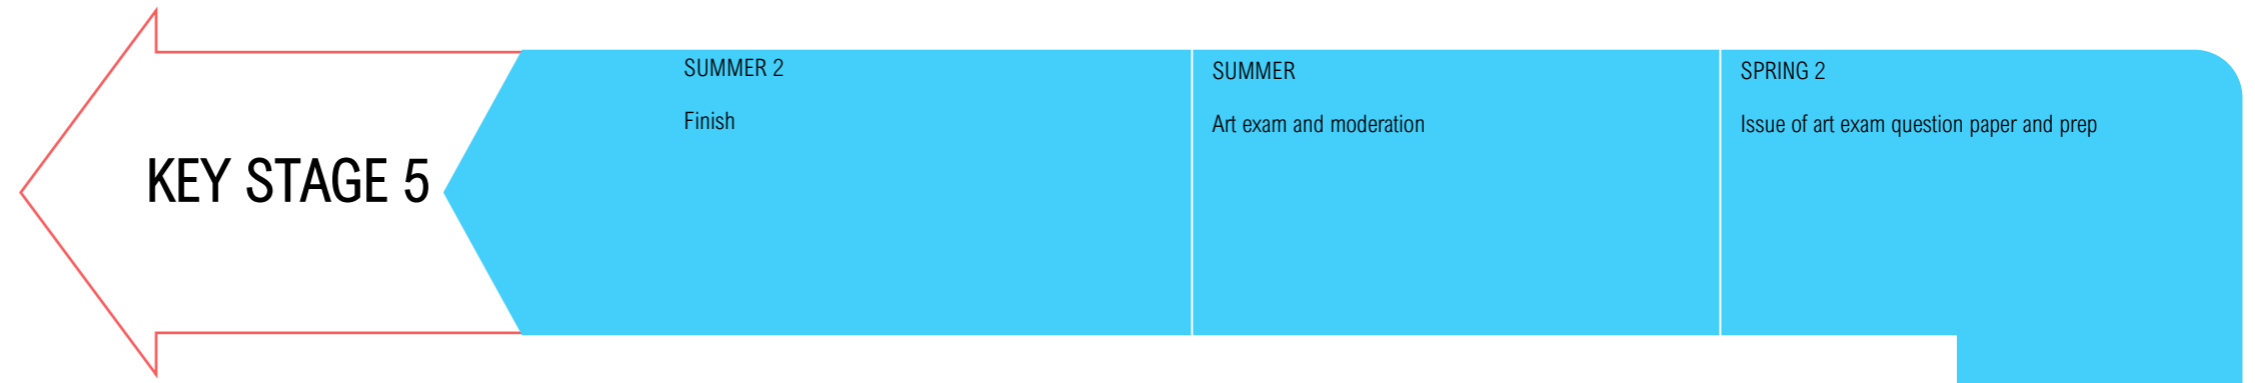 KEY STAGE 5
SUMMER 2
Finish
SUMMER
Art exam and moderation
SPRING 2
Issue of art exam question paper and prep